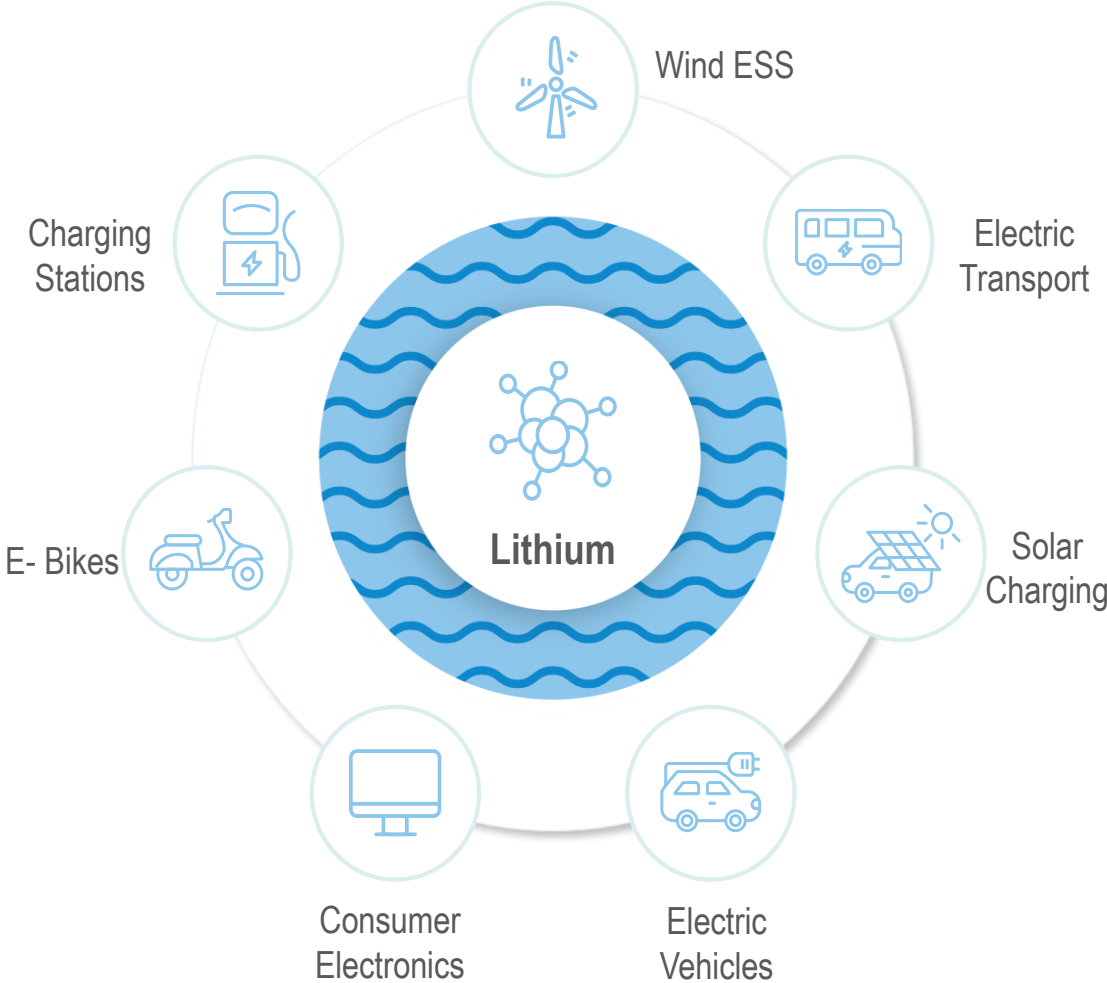 Wind ESS
Charging
Stations
Electric
Transport
Lithium
E- Bikes
Solar
Charging
Consumer
Electronics
Electric
Vehicles